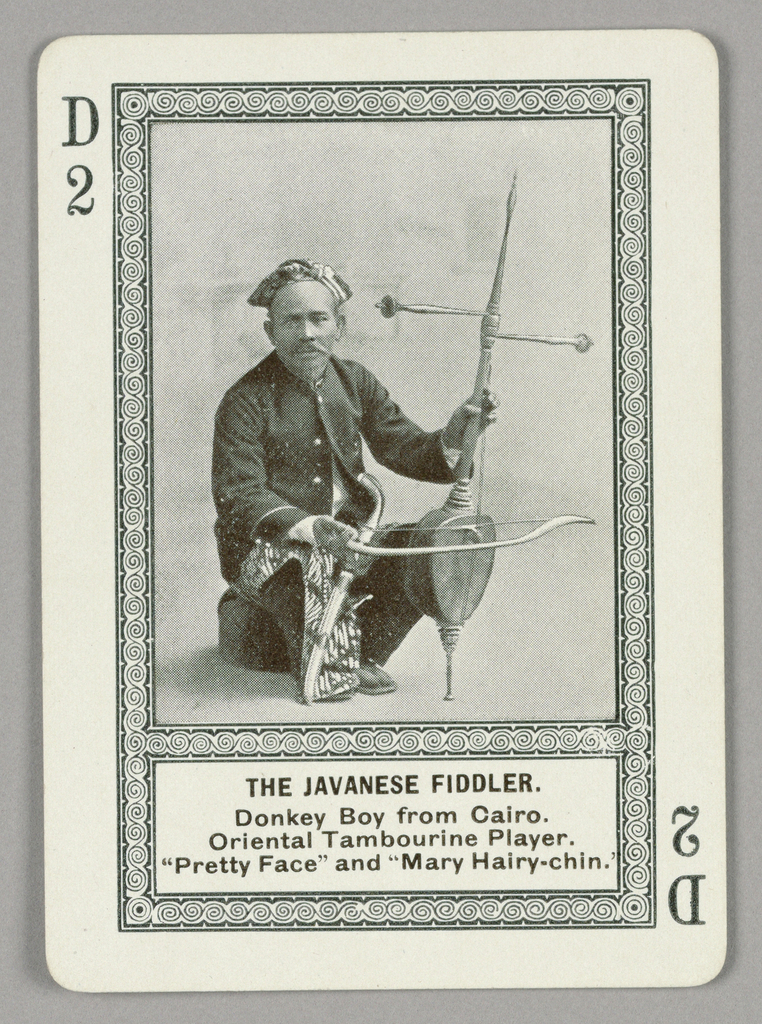 D
2
THE JAVANESE FIDDLER.
Donkey Boy from Cairo.
Oriental Tambourine Player.
“Pretty Face” and “Mary Hairy-chin.’
2
D